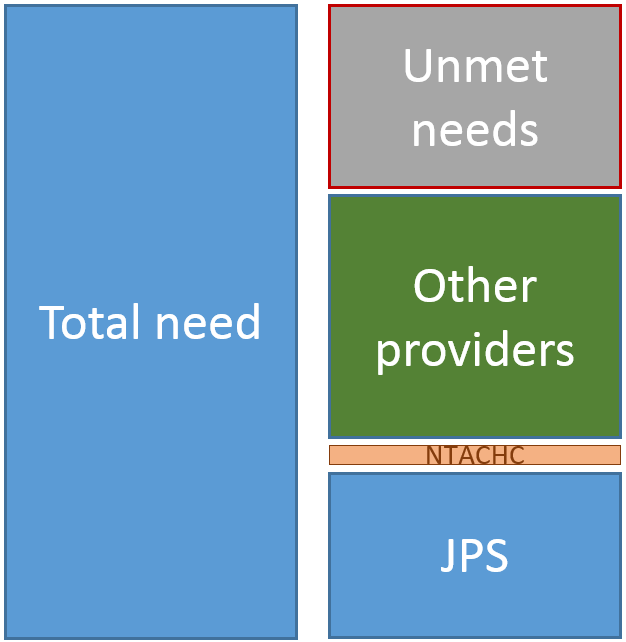 Total need
Unmet
needs
Other
providers
NTACHC
JPS